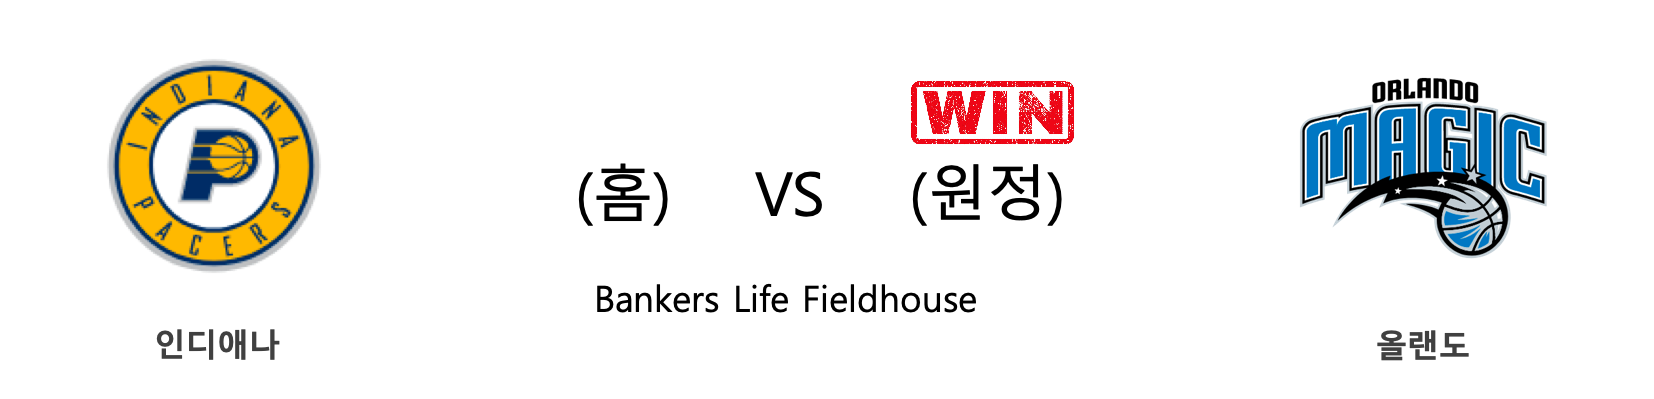 INDIANA
PACERS
P
인디애나
WIN
(홈) VS (원정)
Bankers Life Fieldhouse
ORLANDO
MAGIC
올랜도